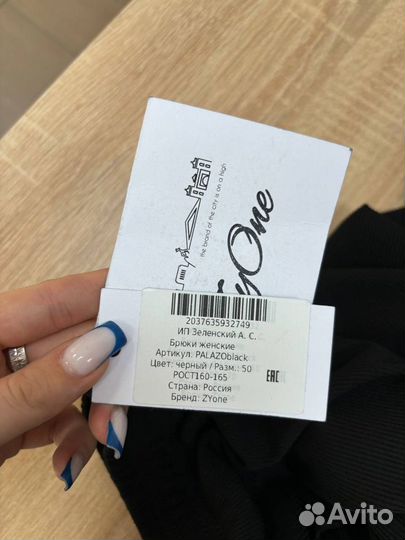 the brand of the city is on a high
ZyOne
2037635932749
ИП Зеленский А. С.
Брюки женские
Артикул: PALAZOblack
Цвет: черный / Разм.: 50
РОСТ160-165
Страна: Россия
Бренд: ZYone
EAC
Avito